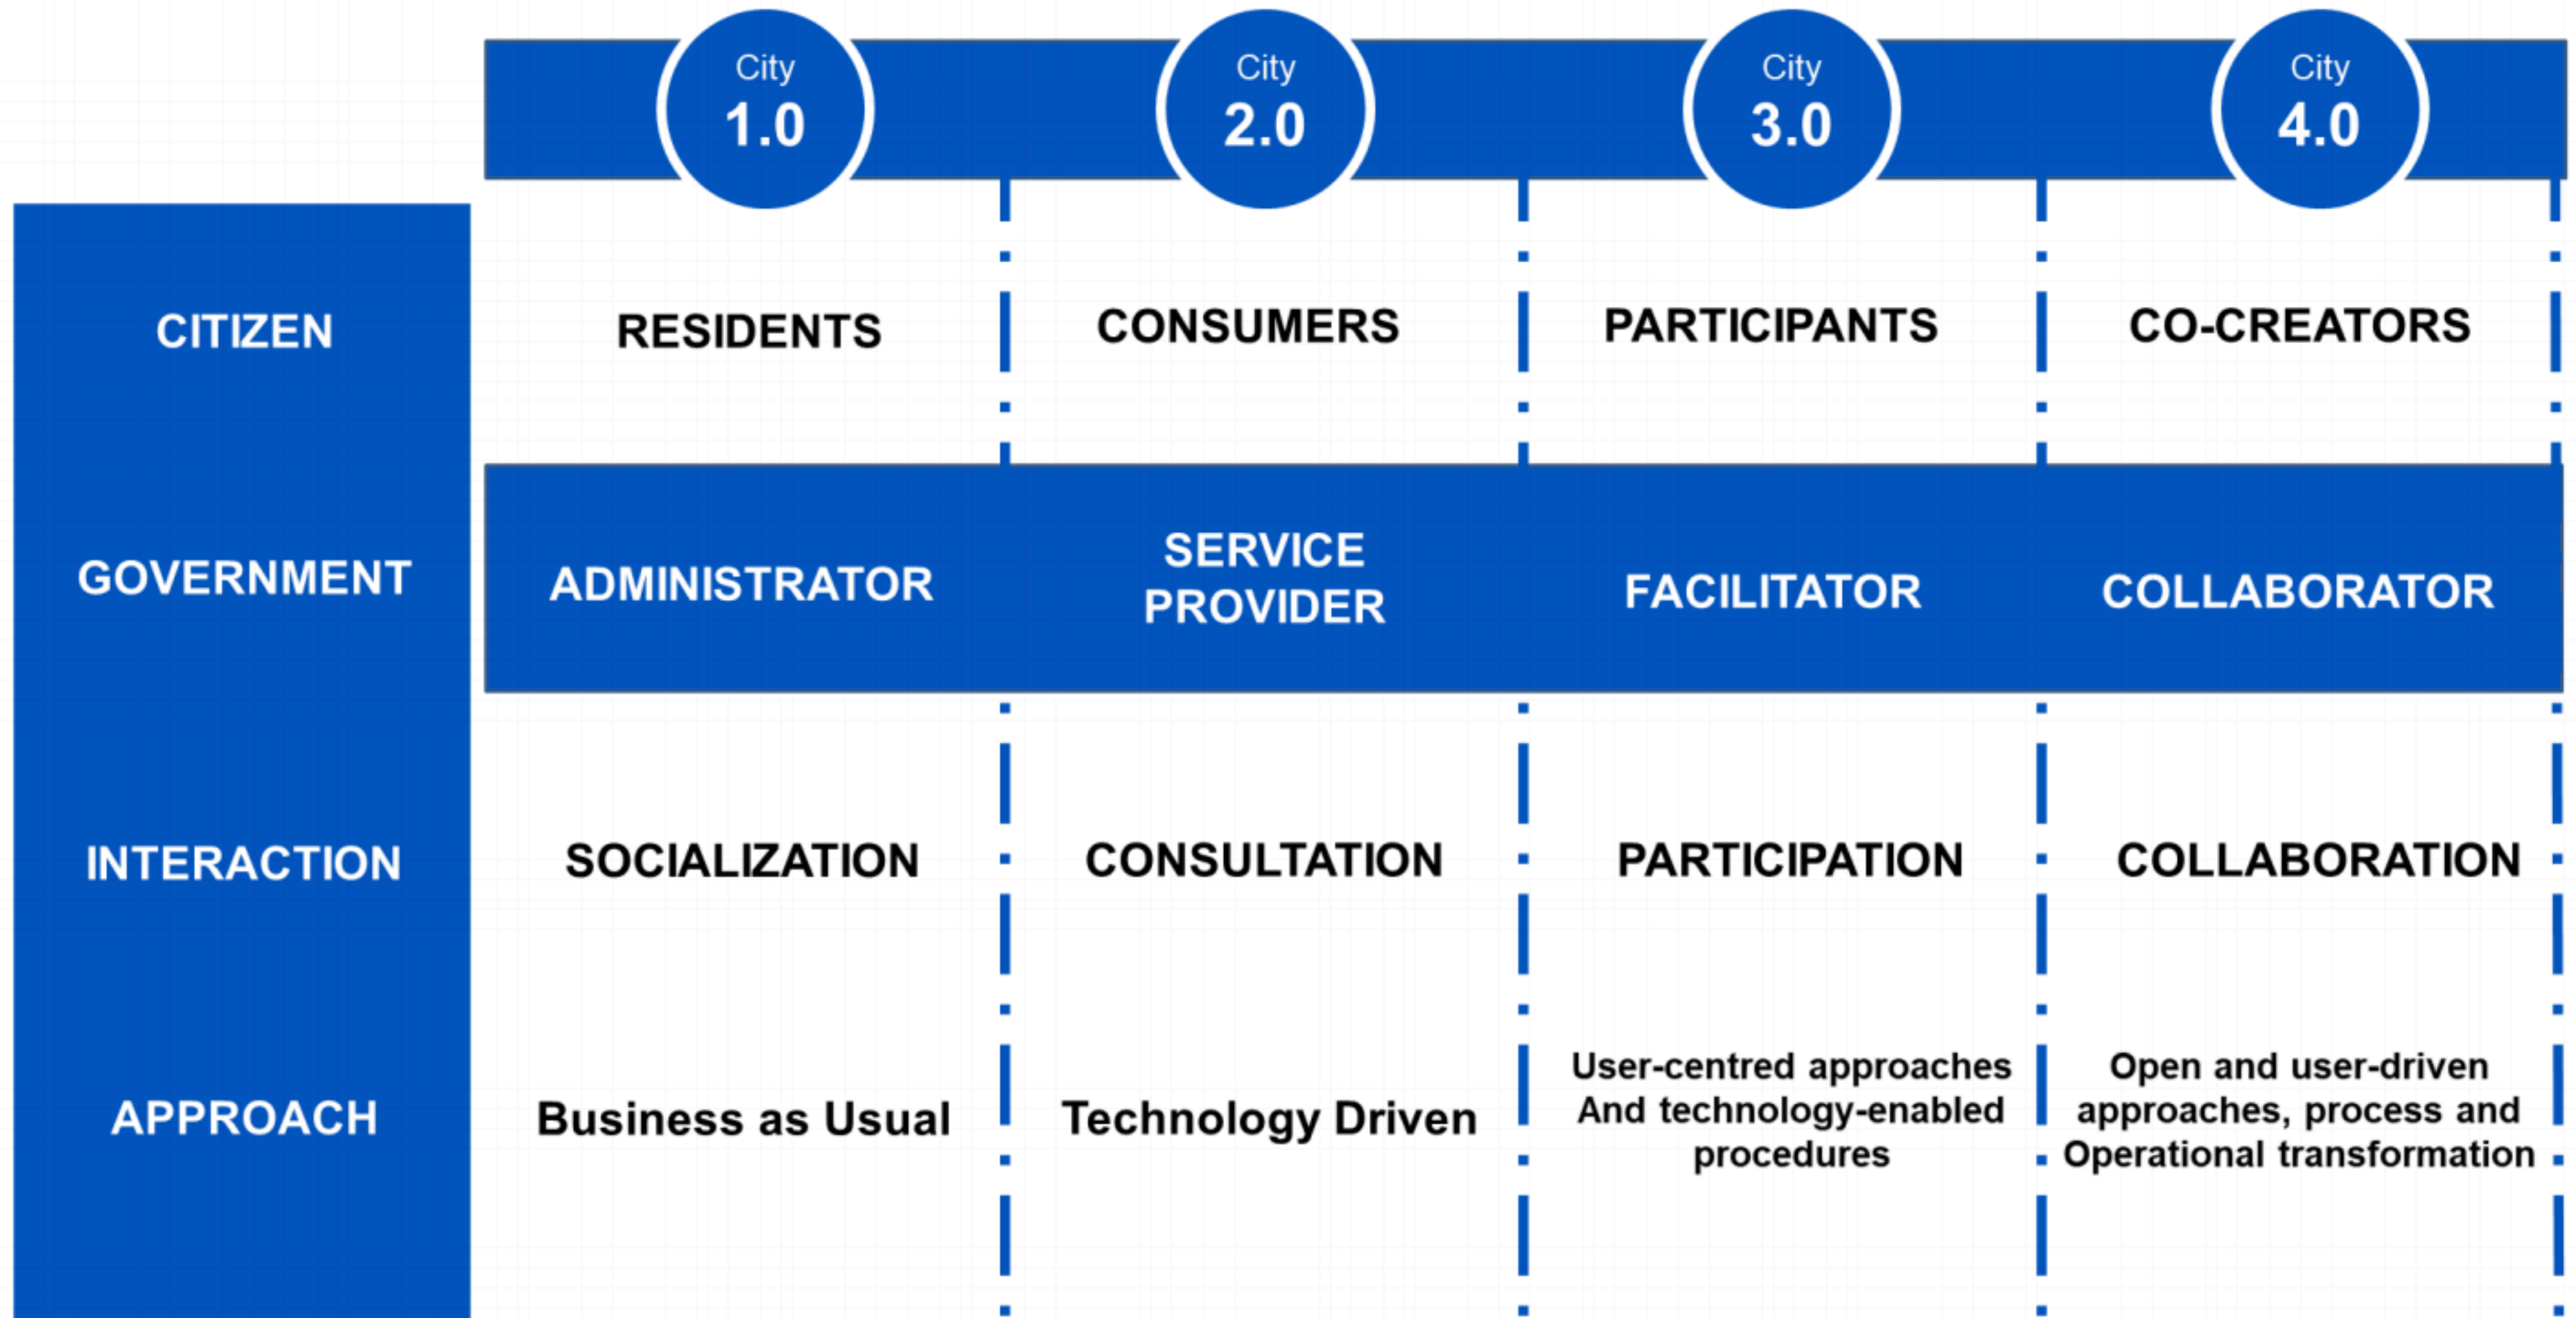 City
1.0
City
2.0
City
3.0
City
4.0
CITIZEN
RESIDENTS
CONSUMERS
PARTICIPANTS
CO-CREATORS
GOVERNMENT
ADMINISTRATOR
SERVICE
PROVIDER
FACILITATOR
COLLABORATOR
INTERACTION
SOCIALIZATION
CONSULTATION
PARTICIPATION
COLLABORATION
APPROACH
Business as Usual
Technology Driven
User-centred approaches
And technology-enabled
procedures
Open and user-driven
approaches, process and
Operational transformation